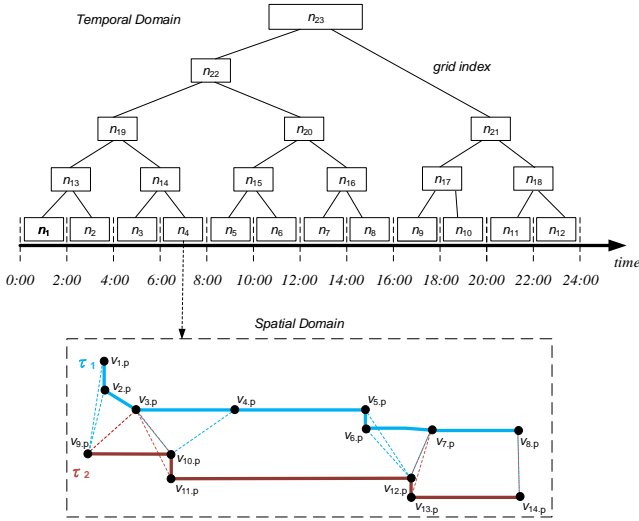 Temporal Domain
n23
grid index
n22
n19 n20 n21
n13 n14 n15 n16 n17 n18
n1 n2 n3 n4 n5 n6 n7 n8 n9 n10 n11 n12
time
0:00 2:00 4:00 6:00 8:00 10:00 12:00 14:00 16:00 18:00 20:00 22:00 24:00
Spatial Domain
τ1 v1.p
v2.p v3.p v4.p v5.p
v6.p v7.p v8.p
v9.p v10.p
τ2 v11.p v12.p
v13.p v14.p